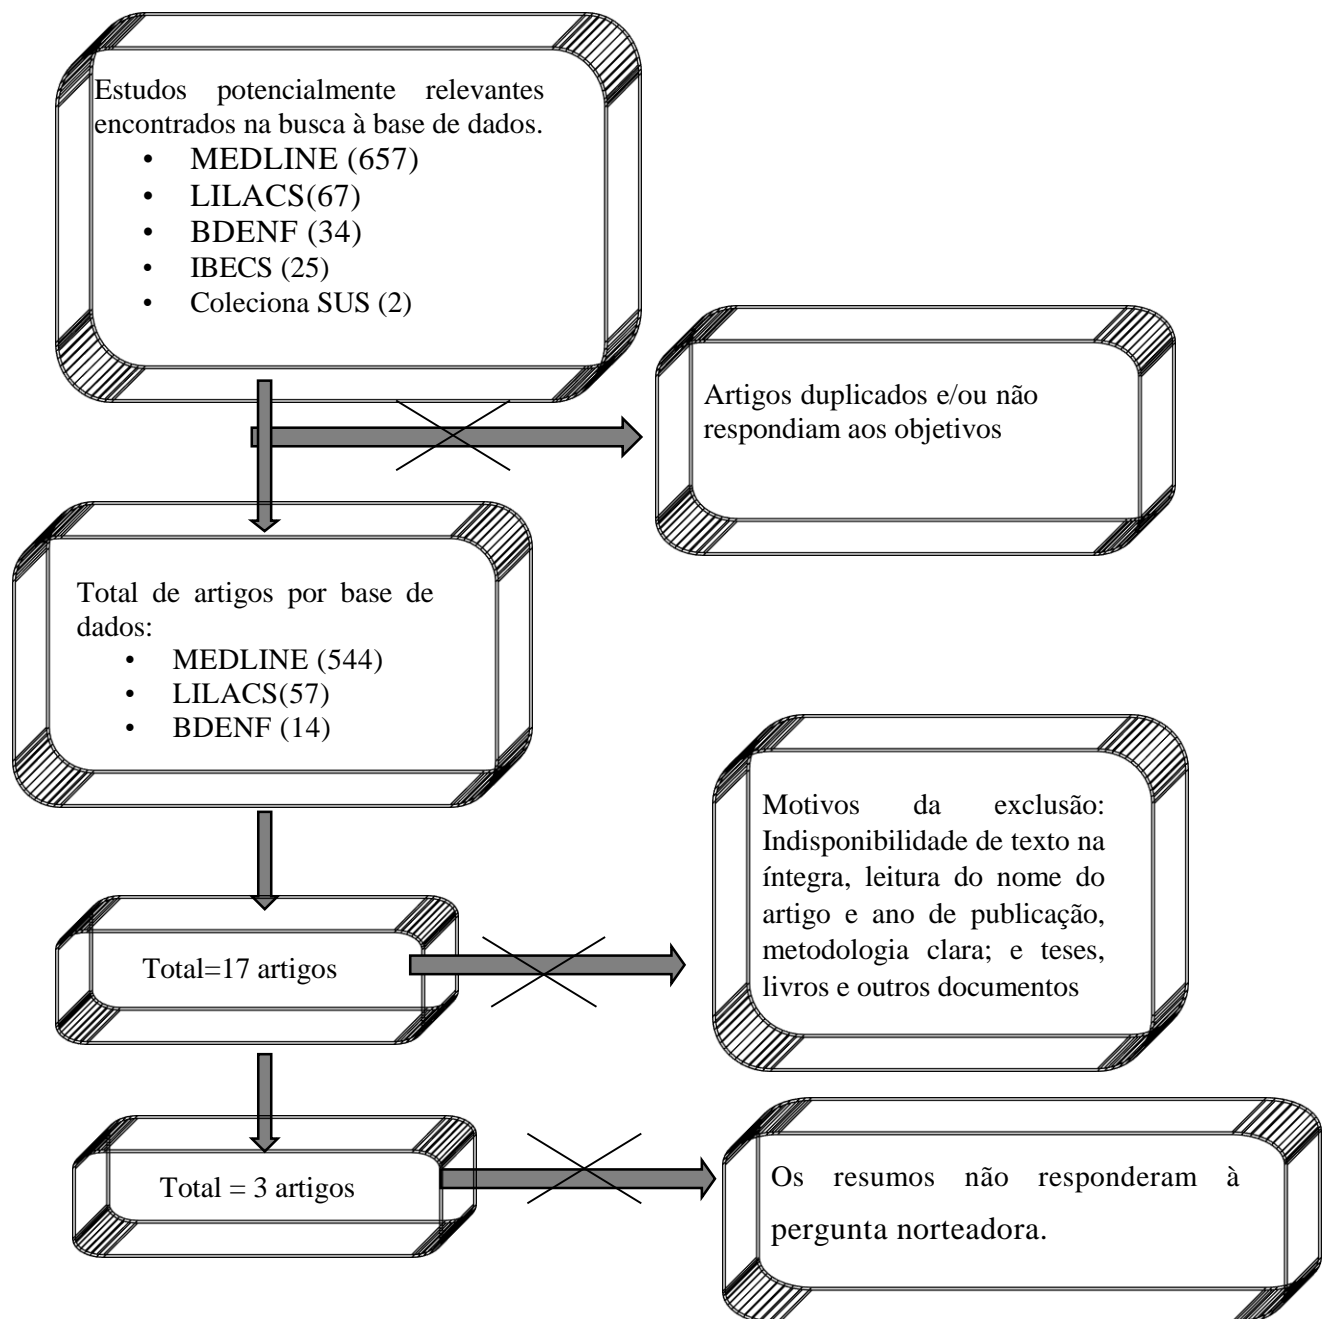 Estudos potencialmente relevantes
encontrados na busca à base de dados.
• MEDLINE (657)
• LILACS(67)
• BDENF (34)
• IBECS (25)
• Coleciona SUS (2)
Artigos duplicados e/ou não
respondiam aos objetivos
Total de artigos por base de
dados:
• MEDLINE (544)
• LILACS(57)
• BDENF (14)
Motivos da exclusão:
Indisponibilidade de texto na
íntegra, leitura do nome do
artigo e ano de publicação,
metodologia clara; e teses,
livros e outros documentos
Total=17 artigos
Total = 3 artigos
Os resumos não responderam à
pergunta norteadora.